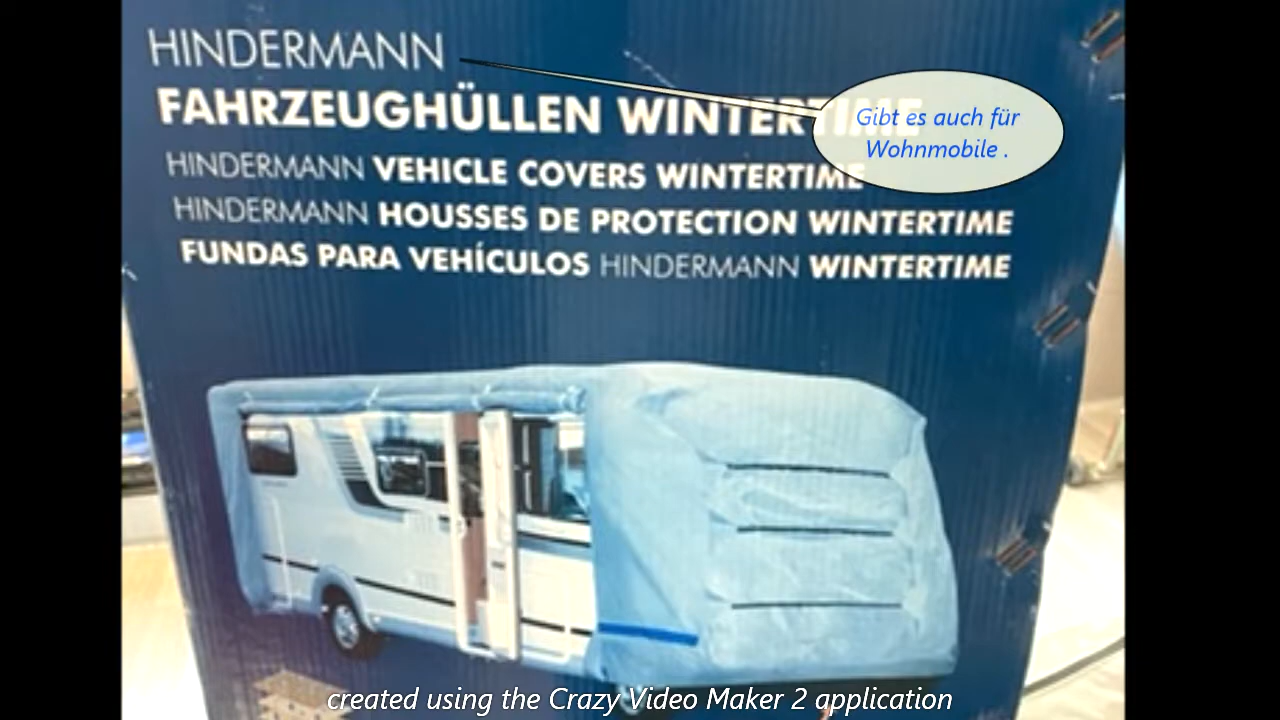 HINDERMANN
FAHRZEUGHÜLLEN WINTERTIME
Gibt es auch für
Wohnmobile .
HINDERMANN VEHICLE COVERS WINTERTIME
HINDERMANN HOUSSES DE PROTECTION WINTERTIME
FUNDAS PARA VEHÍCULOS HINDERMANN WINTERTIME
created using the Crazy Video Maker 2 application